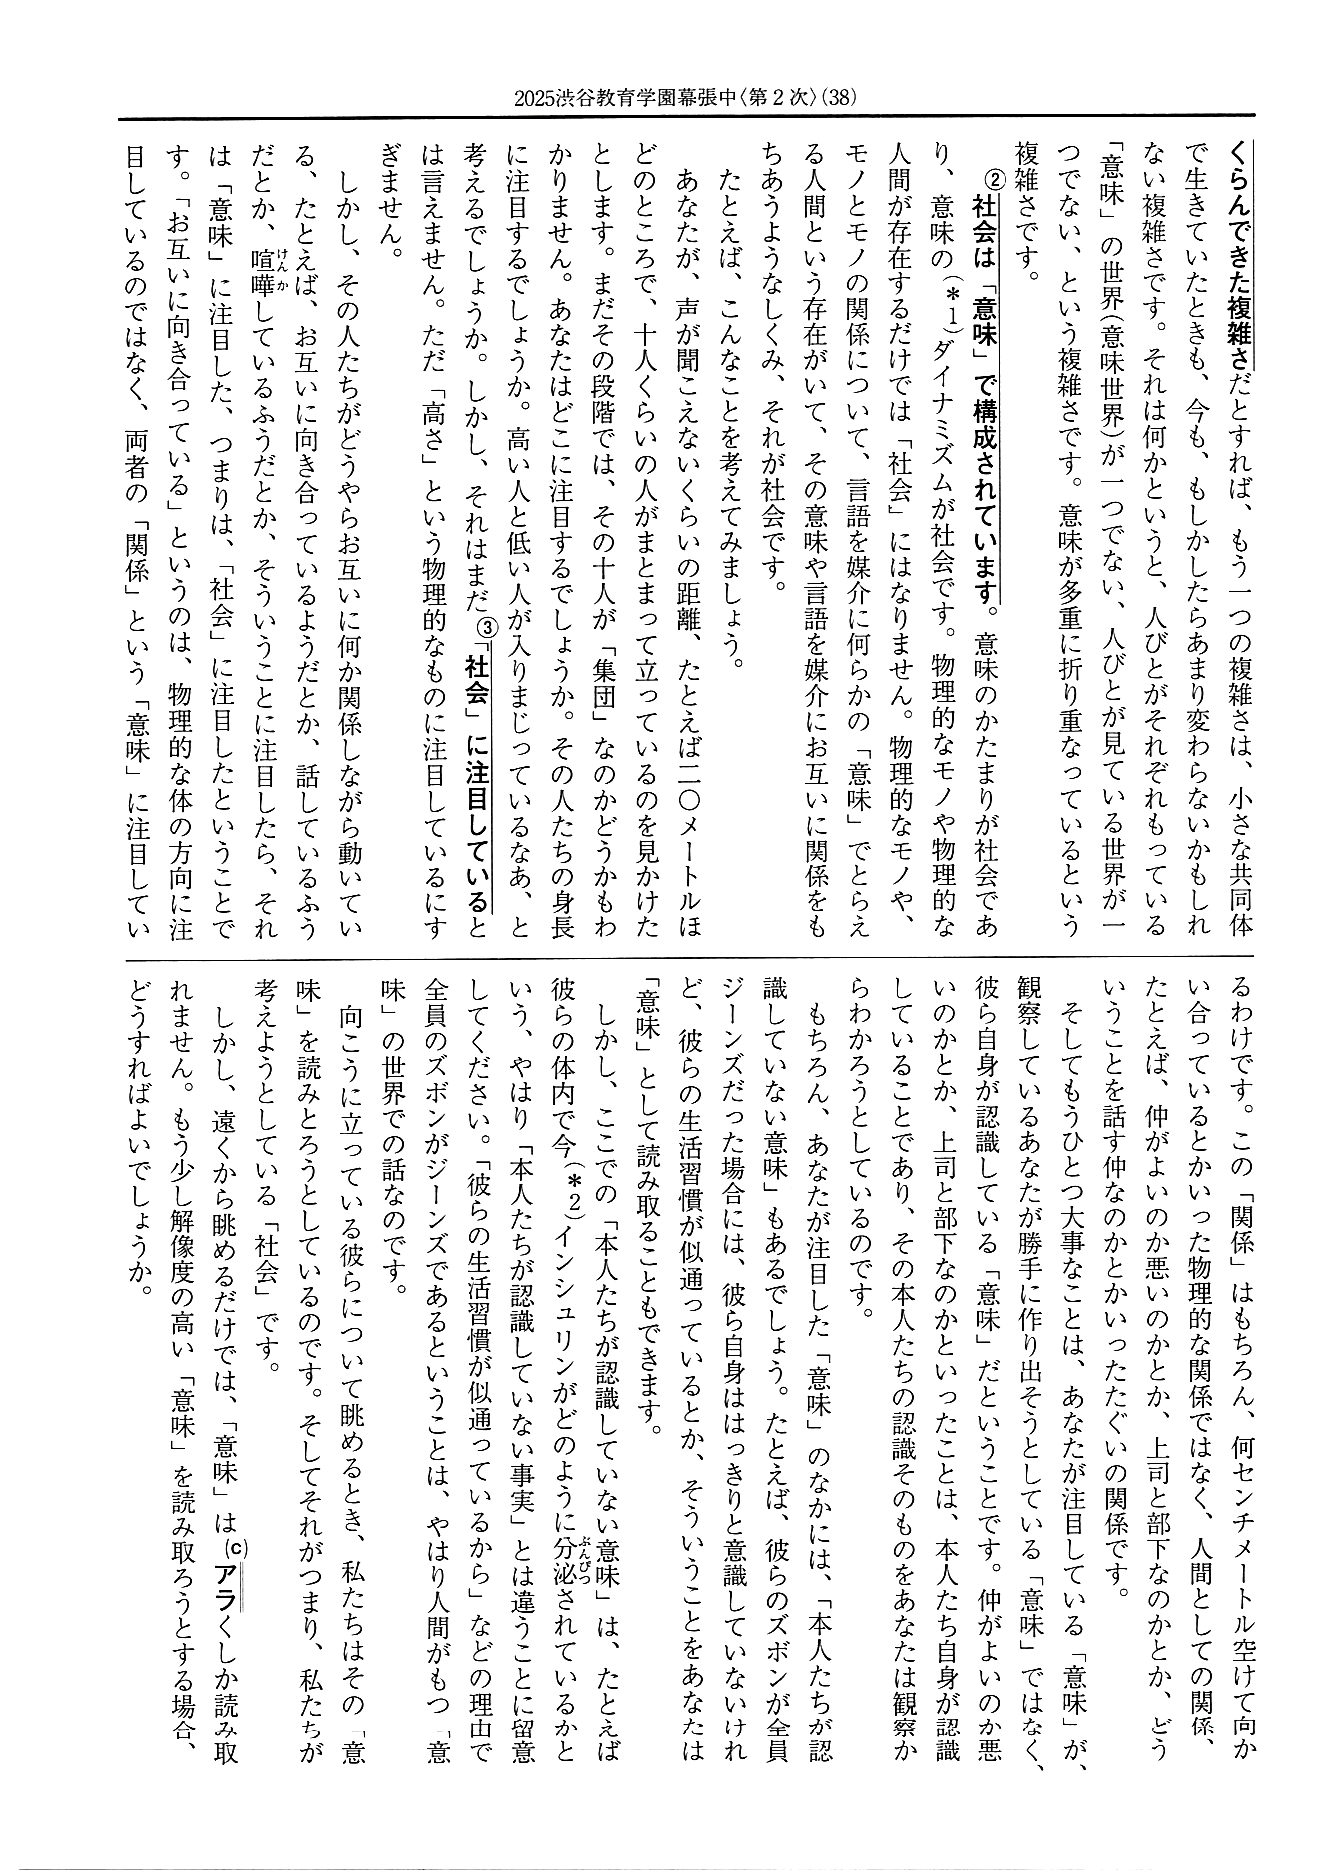 2025渋谷教育学園幕張中〈第2次〉(38)
くらんできた複雑さだとすれば、もう一つの複雑さは、小さな共同体
で生きていたときも、今も、もしかしたらあまり変わらないかもしれ
ない複雑さです。それは何かというと、人びとがそれぞれもっている
「意味」の世界(意味世界)が一つでない、人びとが見ている世界が一
つでない、という複雑さです。意味が多重に折り重なっているという
複雑さです。
②社会は「意味」で構成されています。意味のかたまりが社会であ
り、意味の(*1)ダイナミズムが社会です。物理的なモノや物理的な
人間が存在するだけでは「社会」にはなりません。物理的なモノや、
モノとモノの関係について、言語を媒介に何らかの「意味」でとらえ
る人間という存在がいて、その意味や言語を媒介にお互いに関係をも
ちあうようなしくみ、それが社会です。
たとえば、こんなことを考えてみましょう。
あなたが、声が聞こえないくらいの距離、たとえば二〇メートルほ
どのところで、十人くらいの人がまとまって立っているのを見かけた
とします。まだその段階では、その十人が「集団」なのかどうかもわ
かりません。あなたはどこに注目するでしょうか。その人たちの身長
に注目するでしょうか。高い人と低い人が入りまじっているなあ、と
考えるでしょうか。しかし、それはまだ③「社会」に注目していると
は言えません。ただ「高さ」という物理的なものに注目しているにす
ぎません。
しかし、その人たちがどうやらお互いに何か関係しながら動いてい
る、たとえば、お互いに向き合っているようだとか、話しているふう
だとか、喧嘩しているふうだとか、そういうことに注目したら、それ
は「意味」に注目した、つまりは、「社会」に注目したということで
す。「お互いに向き合っている」というのは、物理的な体の方向に注
目しているのではなく、両者の「関係」という「意味」に注目してい
るわけです。この「関係」はもちろん、何センチメートル空けて向か
い合っているとかいった物理的な関係ではなく、人間としての関係、
たとえば、仲がよいのか悪いのかとか、上司と部下なのかとか、どう
いうことを話す仲なのかとかいったたぐいの関係です。
そしてもうひとつ大事なことは、あなたが注目している「意味」が、
観察しているあなたが勝手に作り出そうとしている「意味」ではなく、
彼ら自身が認識している「意味」だということです。仲がよいのか悪
いのかとか、上司と部下なのかといったことは、本人たち自身が認識
していることであり、その本人たちの認識そのものをあなたは観察か
らわかろうとしているのです。
もちろん、あなたが注目した「意味」のなかには、「本人たちが認
識していない意味」もあるでしょう。たとえば、彼らのズボンが全員
ジーンズだった場合には、彼ら自身ははっきりと意識していないけれ
ど、彼らの生活習慣が似通っているとか、そういうことをあなたは
「意味」として読み取ることもできます。
しかし、ここでの「本人たちが認識していない意味」は、たとえば
彼らの体内で今(*2)インシュリンがどのように分泌されているかと
いう、やはり「本人たちが認識していない事実」とは違うことに留意
してください。「彼らの生活習慣が似通っているから」などの理由で
全員のズボンがジーンズであるということは、やはり人間がもつ「意
味」の世界での話なのです。
向こうに立っている彼らについて眺めるとき、私たちはその「意
味」を読みとろうとしているのです。そしてそれがつまり、私たちが
考えようとしている「社会」です。
しかし、遠くから眺めるだけでは、「意味」は(c)アラくしか読み取
れません。もう少し解像度の高い「意味」を読み取ろうとする場合、
どうすればよいでしょうか。